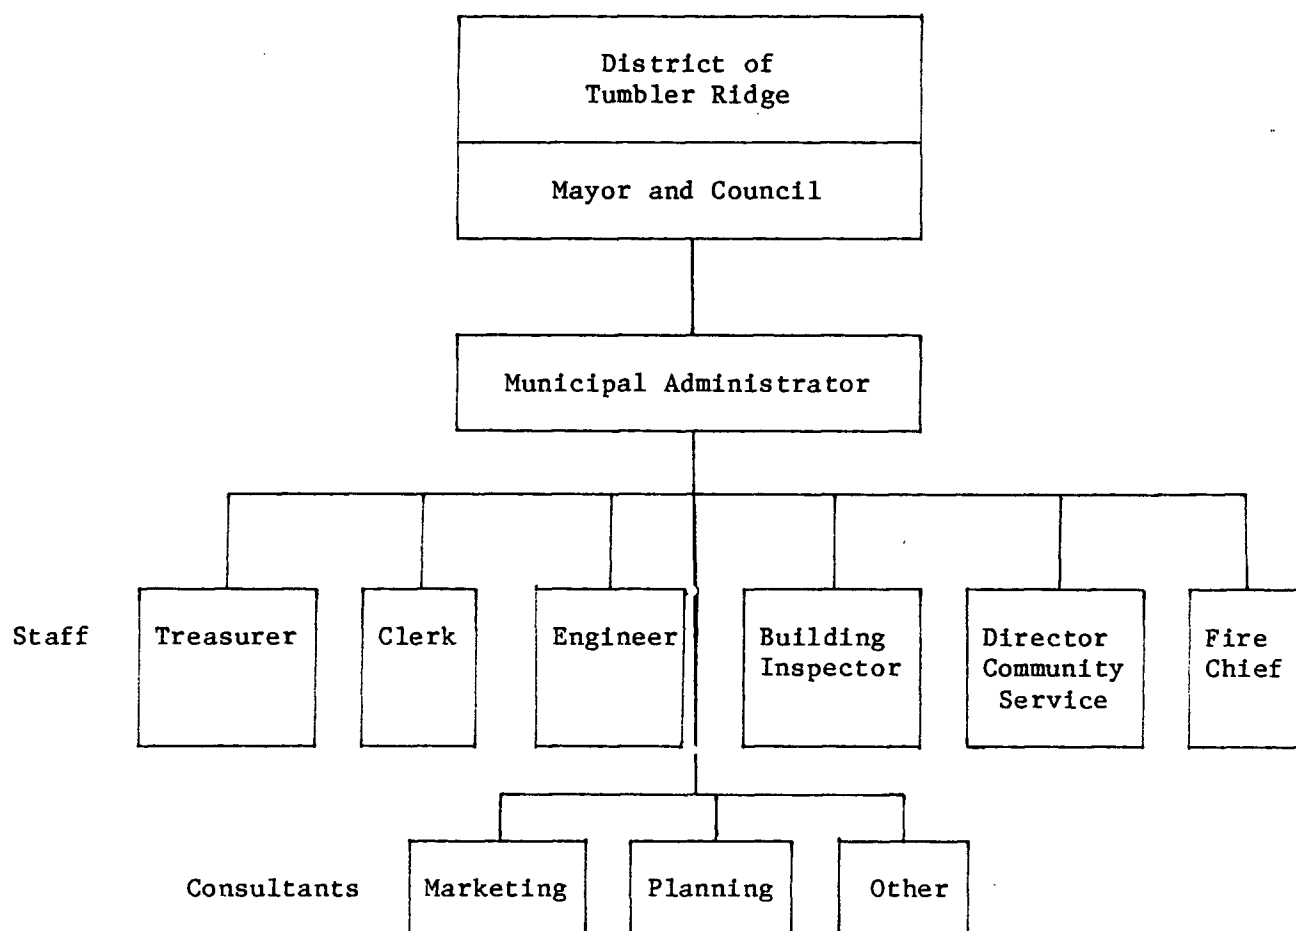 District of
Tumbler Ridge
Mayor and Council
Municipal Administrator
Staff
Treasurer
Clerk
Engineer
Building
Inspector
Director
Community
Service
Fire
Chief
Consultants
Marketing
Planning
Other